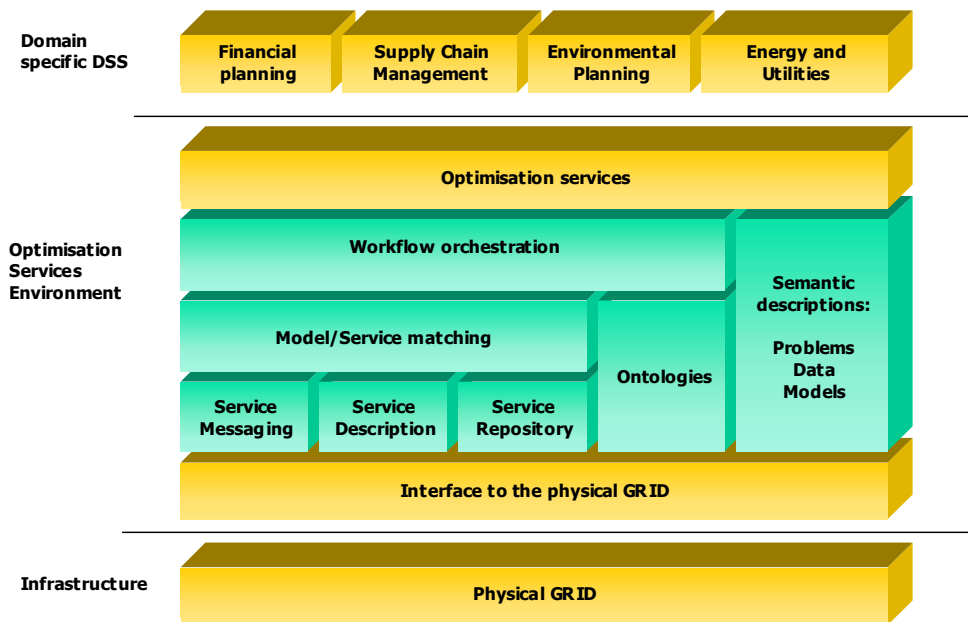 Domain
specific DSS
Financial
planning
Supply Chain
Management
Environmental
Planning
Energy and
Utilities
Optimisation services
Optimisation
Services
Environment
Workflow orchestration
Semantic
descriptions:
Problems
Data
Models
Model/Service matching
Ontologies
Service
Messaging
Service
Description
Service
Repository
Interface to the physical GRID
Infrastructure
Physical GRID